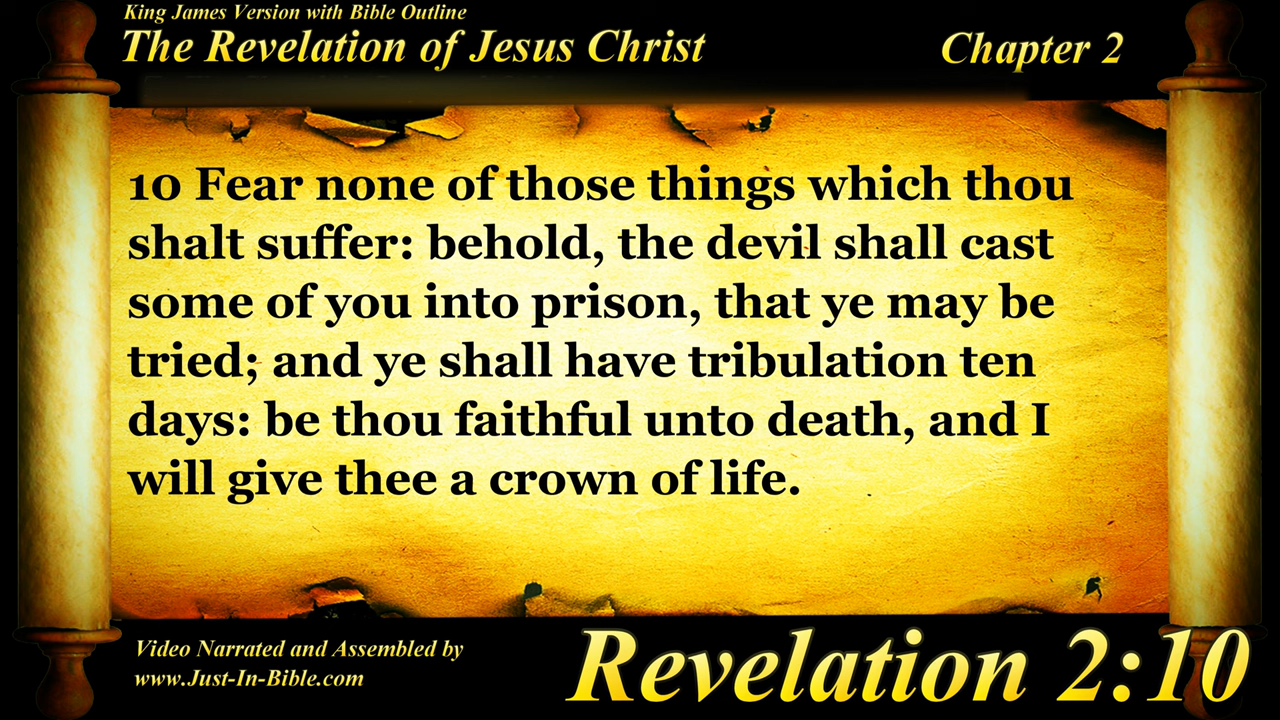 King James Version with Bible Outline
The Revelation of Jesus Christ
Chapter 2
10 Fear none of those things which thou
shalt suffer: behold, the devil shall cast
some of you into prison, that ye may be
tried; and ye shall have tribulation ten
days: be thou faithful unto death, and I
will give thee a crown of life.
Video Narrated and Assembled by
www.Just-In-Bible.com
Revelation 2:10